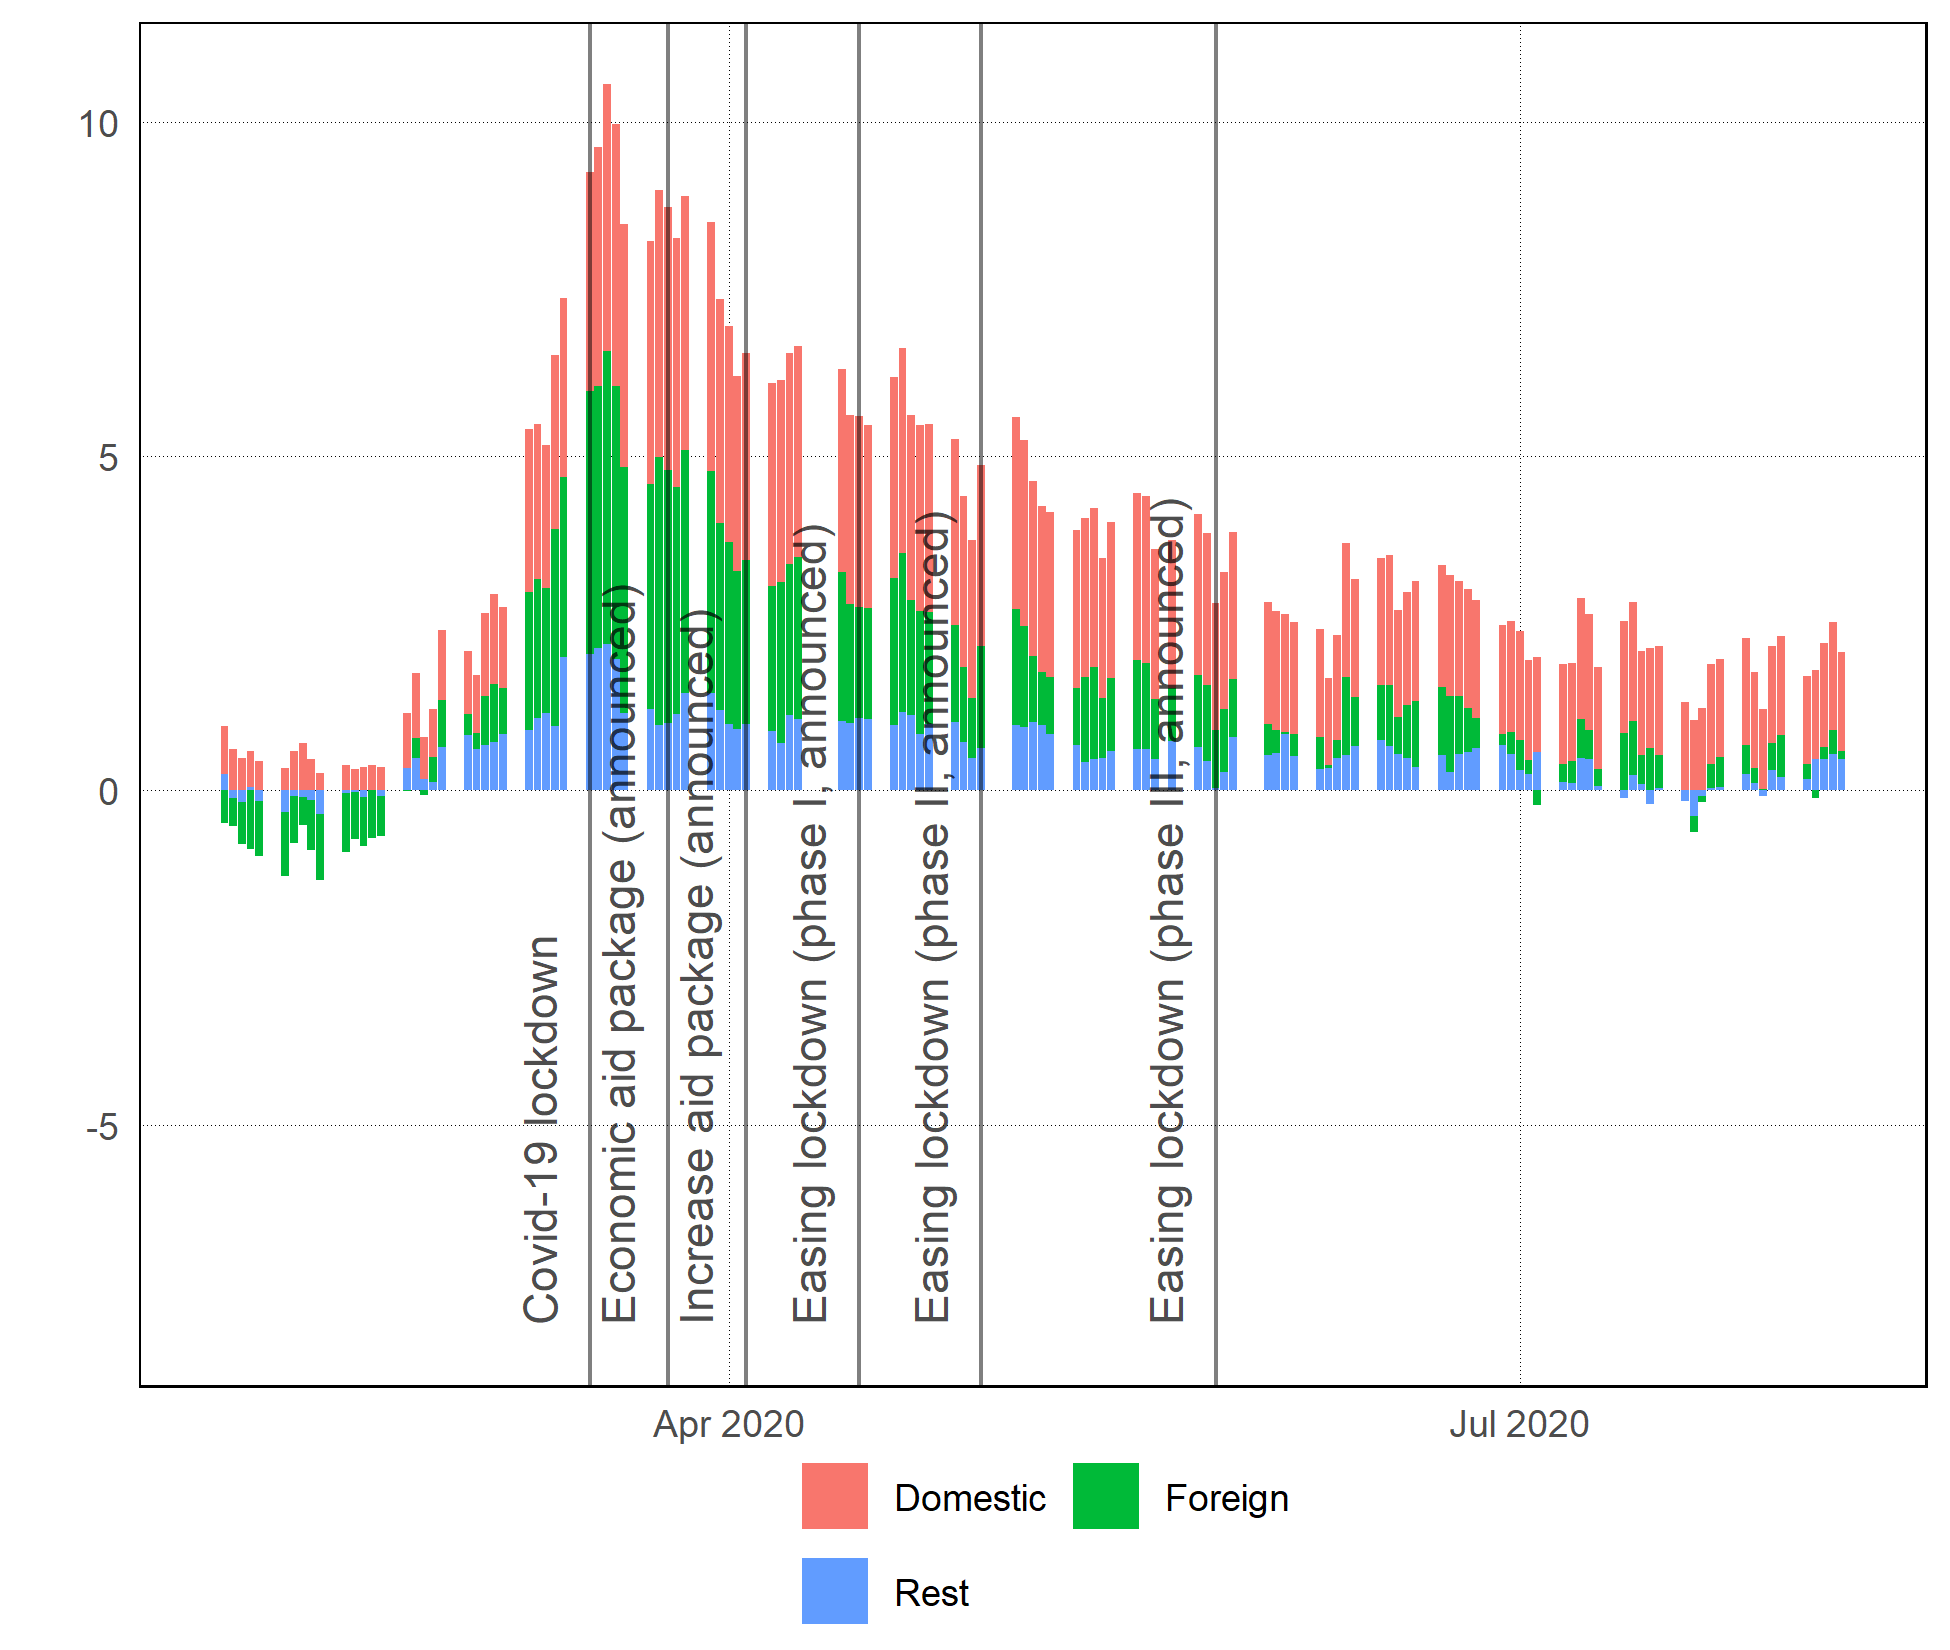 10
5
0
-5
Covid-19 lockdown
Economic aid package (announced)
Increase aid package (announced)
Easing lockdown (phase I, announced)
Easing lockdown (phase II, announced)
Easing lockdown (phase III, announced)
Apr 2020
Jul 2020
Domestic
Foreign
Rest